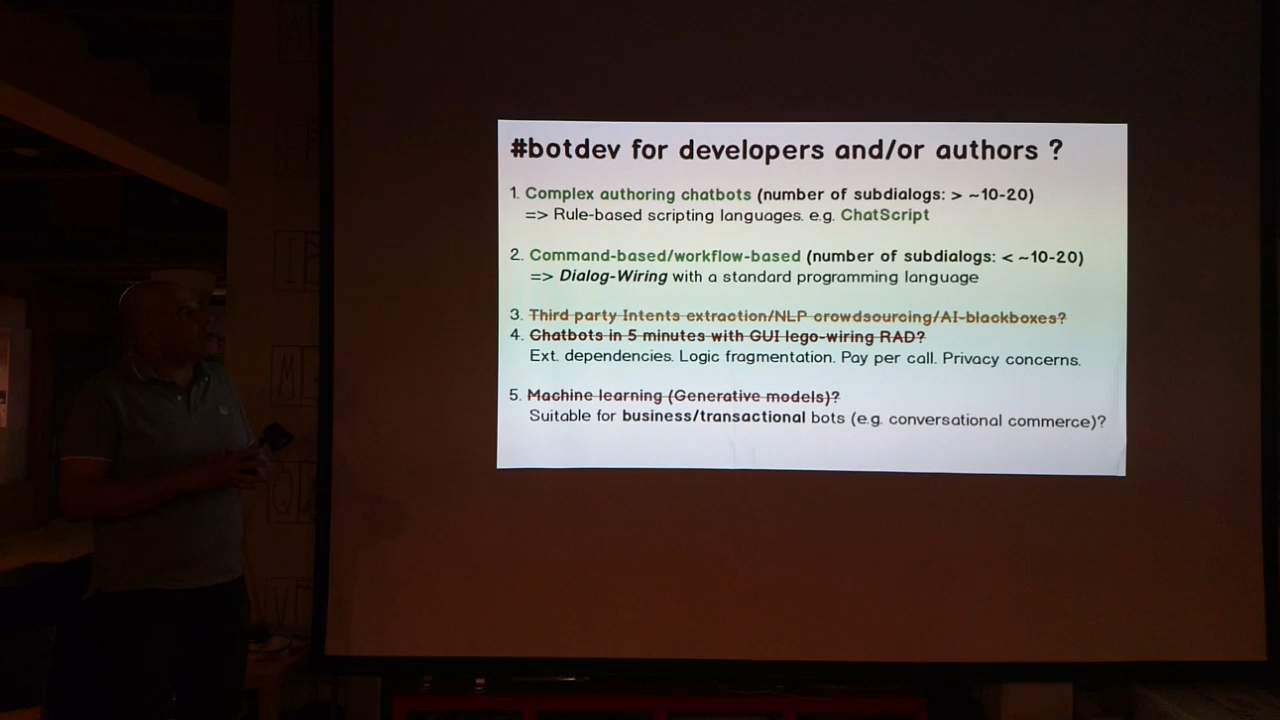 #botdev for developers and/or authors ?
1. Complex authoring chatbots (number of subdialogs: > ~10-20)
=> Rule-based scripting languages. e.g. ChatScript
2. Command-based/workflow-based (number of subdialogs: < ~10-20)
=> Dialog-Wiring with a standard programming language
3. Third party Intents extraction/NLP crowdsourcing/AI-blackboxes?
4. Chatbots in 5 minutes with GUI lego-wiring RAD?
Ext. dependencies. Logic fragmentation. Pay per call. Privacy concerns.
5. Machine learning (Generative models)?
Suitable for business/transactional bots (e.g. conversational commerce)?